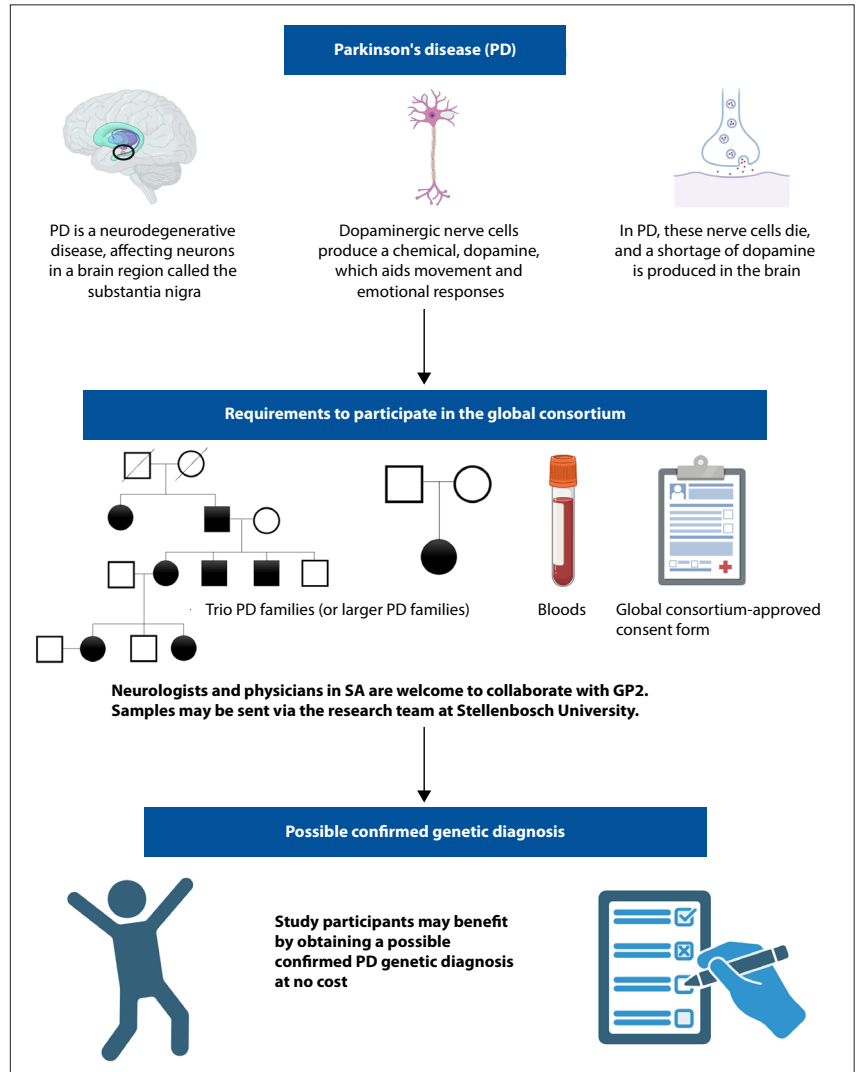 Parkinson's disease (PD)
PD is a neurodegenerative
disease, affecting neurons
in a brain region called the
substantia nigra
Dopaminergic nerve cells
produce a chemical, dopamine,
which aids movement and
emotional responses
In PD, these nerve cells die,
and a shortage of dopamine
is produced in the brain
Requirements to participate in the global consortium
Trio PD families (or larger PD families)
Bloods
Global consortium-approved
consent form
Neurologists and physicians in SA are welcome to collaborate with GP2.
Samples may be sent via the research team at Stellenbosch University.
Possible confirmed genetic diagnosis
Study participants may benefit
by obtaining a possible
confirmed PD genetic diagnosis
at no cost